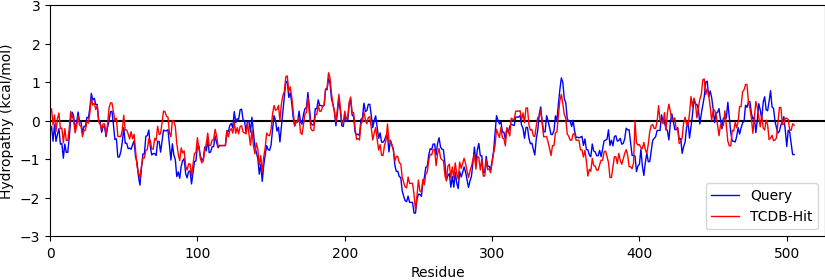 3
2
1
0
−1
−2
−3
Hydropathy (kcal/mol)
0 100 200 300 400 500
Residue
Query
TCDB-Hit